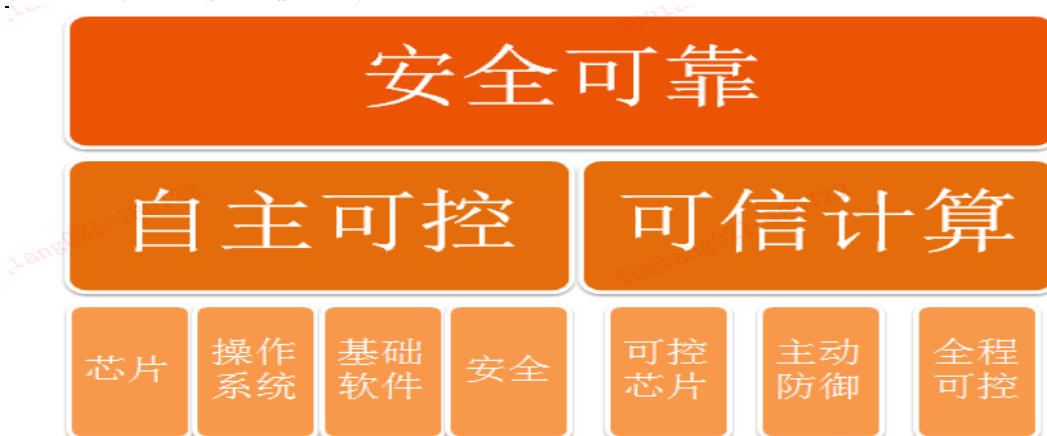 安全可靠
自主可控
可信计算
芯片
操作
系统
基础
软件
安全
可控
芯片
主动
防御
全程
可控